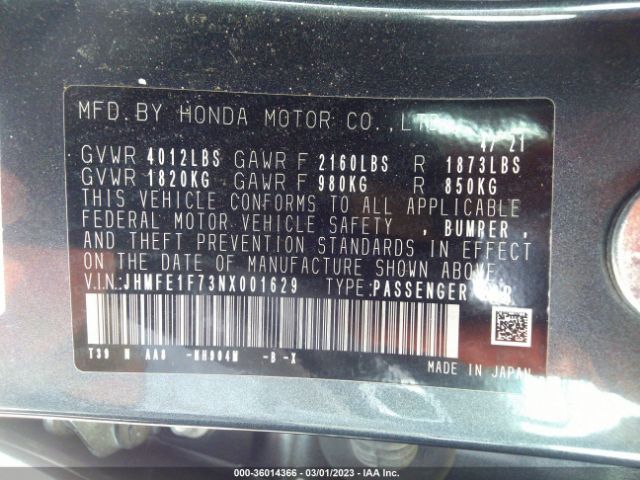 MFD. BY HONDA MOTOR CO., LTD. 4/21
GVWR 4012LBS GAWR F 2160LBS R 1873LBS
GVWR 1820KG GAWR F 980KG R 850KG
THIS VEHICLE CONFORMS TO ALL APPLICABLE
FEDERAL MOTOR VEHICLE SAFETY , BUMPER ,
AND THEFT PREVENTION STANDARDS IN EFFECT
ON THE DATE OF MANUFACTURE SHOWN ABOVE.
V.I.N.:JHMFE1F73NX001629 TYPE:PASSENGER CAR
T39 M AA8 -NH904M -B-X
MADE IN JAPAN
000-36014366 - 03/01/2023 - IAA Inc.